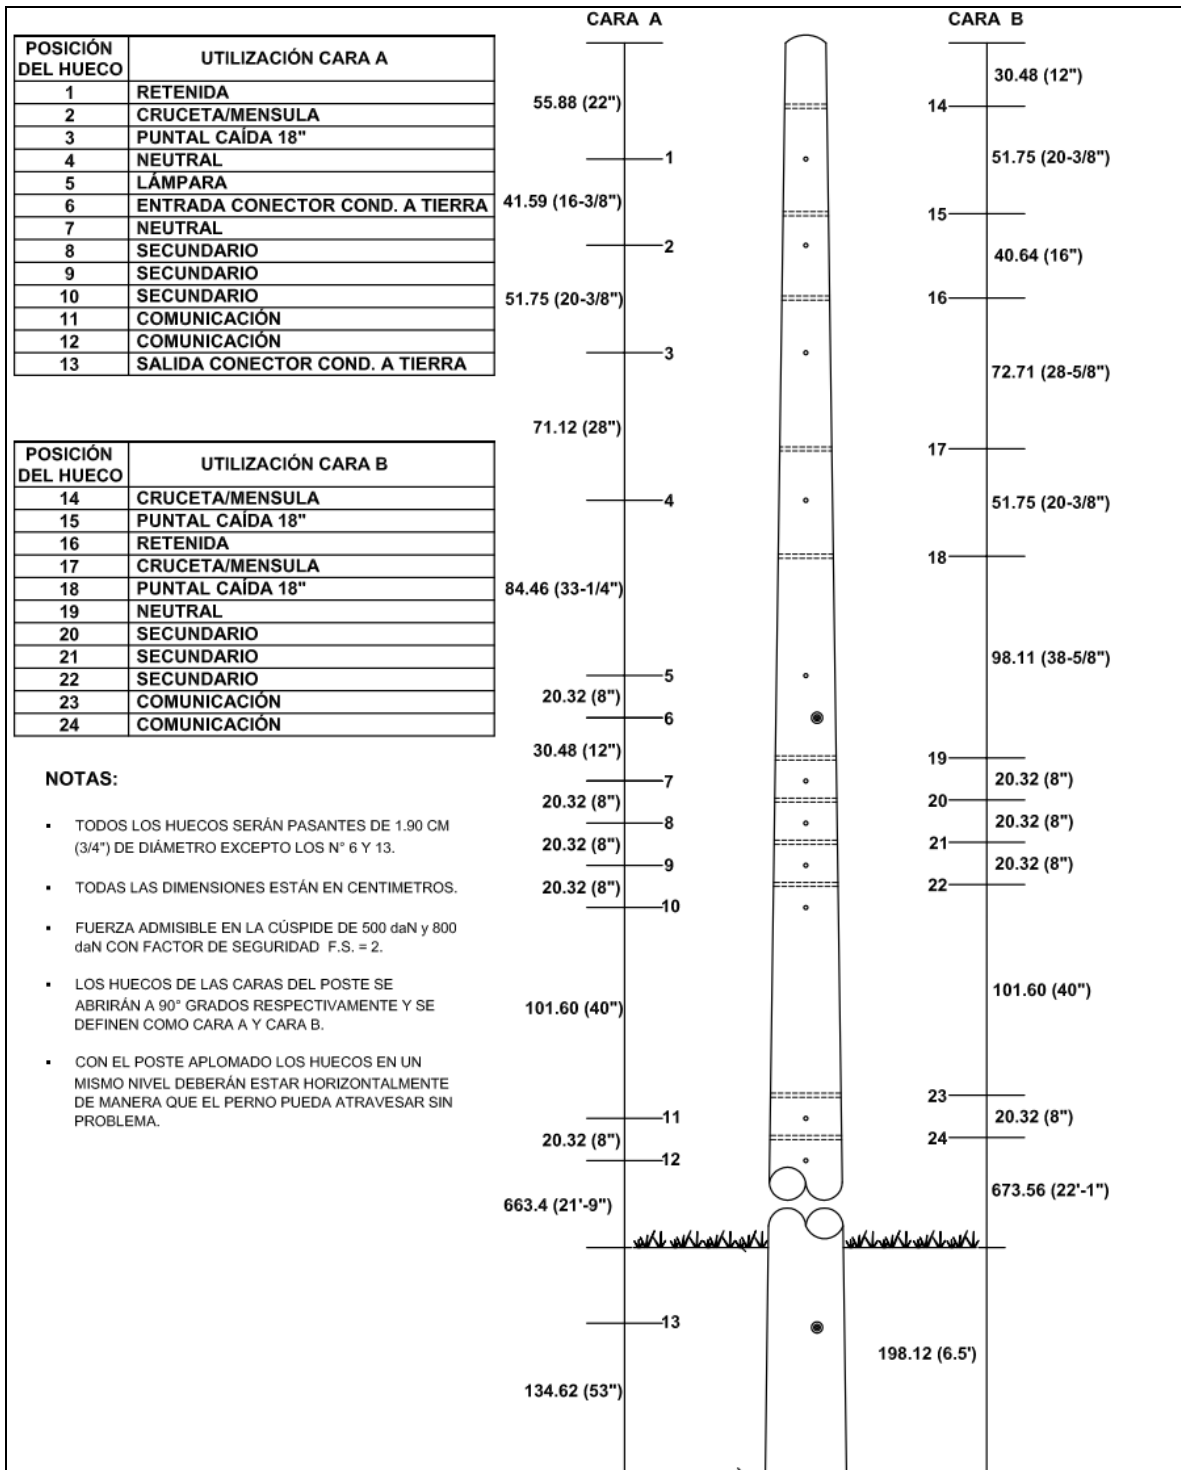 CARA A
CARA B
POSICIÓN DEL HUECO UTILIZACIÓN CARA A
1 RETENIDA
2 CRUCETA/MENSULA
3 PUNTAL CAÍDA 18"
4 NEUTRAL
5 LÁMPARA
6 ENTRADA CONECTOR COND. A TIERRA
7 NEUTRAL
8 SECUNDARIO
9 SECUNDARIO
10 SECUNDARIO
11 COMUNICACIÓN
12 COMUNICACIÓN
13 SALIDA CONECTOR COND. A TIERRA
POSICIÓN DEL HUECO UTILIZACIÓN CARA B
14 CRUCETA/MENSULA
15 PUNTAL CAÍDA 18"
16 RETENIDA
17 CRUCETA/MENSULA
18 PUNTAL CAÍDA 18"
19 NEUTRAL
20 SECUNDARIO
21 SECUNDARIO
22 SECUNDARIO
23 COMUNICACIÓN
24 COMUNICACIÓN
NOTAS:
▪ TODOS LOS HUECOS SERÁN PASANTES DE 1.90 CM
(3/4") DE DIÁMETRO EXCEPTO LOS N° 6 Y 13.
▪ TODAS LAS DIMENSIONES ESTÁN EN CENTIMETROS.
▪ FUERZA ADMISIBLE EN LA CÚSPIDE DE 500 daN y 800
daN CON FACTOR DE SEGURIDAD F.S. = 2.
▪ LOS HUECOS DE LAS CARAS DEL POSTE SE
ABRIRÁN A 90° GRADOS RESPECTIVAMENTE Y SE
DEFINEN COMO CARA A Y CARA B.
▪ CON EL POSTE APLOMADO LOS HUECOS EN UN
MISMO NIVEL DEBERÁN ESTAR HORIZONTALMENTE
DE MANERA QUE EL PERNO PUEDA ATRAVESAR SIN
PROBLEMA.
55.88 (22")
1
41.59 (16-3/8")
2
51.75 (20-3/8")
3
71.12 (28")
4
84.46 (33-1/4")
5
20.32 (8")
6
30.48 (12")
7
20.32 (8")
8
20.32 (8")
9
20.32 (8")
10
101.60 (40")
11
20.32 (8")
12
663.4 (21'-9")
13
134.62 (53")
30.48 (12")
14
51.75 (20-3/8")
15
40.64 (16")
16
72.71 (28-5/8")
17
51.75 (20-3/8")
18
98.11 (38-5/8")
19
20.32 (8")
20
20.32 (8")
21
20.32 (8")
22
101.60 (40")
23
20.32 (8")
24
673.56 (22'-1")
198.12 (6.5')